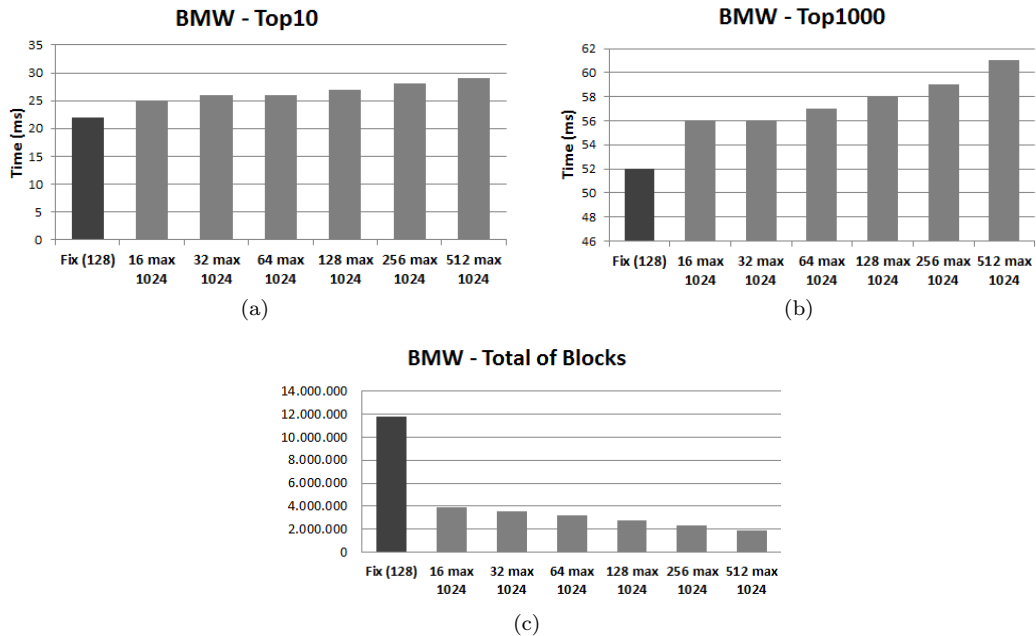 BMW - Top10
35
30
25
20
15
10
5
0
Time (ms)
Fix (128) 16 max 32 max 64 max 128 max 256 max 512 max
1024 1024 1024 1024 1024 1024
(a)
BMW - Top1000
62
60
58
56
54
52
50
48
46
Time (ms)
Fix (128) 16 max 32 max 64 max 128 max 256 max 512 max
1024 1024 1024 1024 1024 1024
(b)
BMW - Total of Blocks
14.000.000
12.000.000
10.000.000
8.000.000
6.000.000
4.000.000
2.000.000
0
Fix (128) 16 max 32 max 64 max 128 max 256 max 512 max
1024 1024 1024 1024 1024 1024
(c)